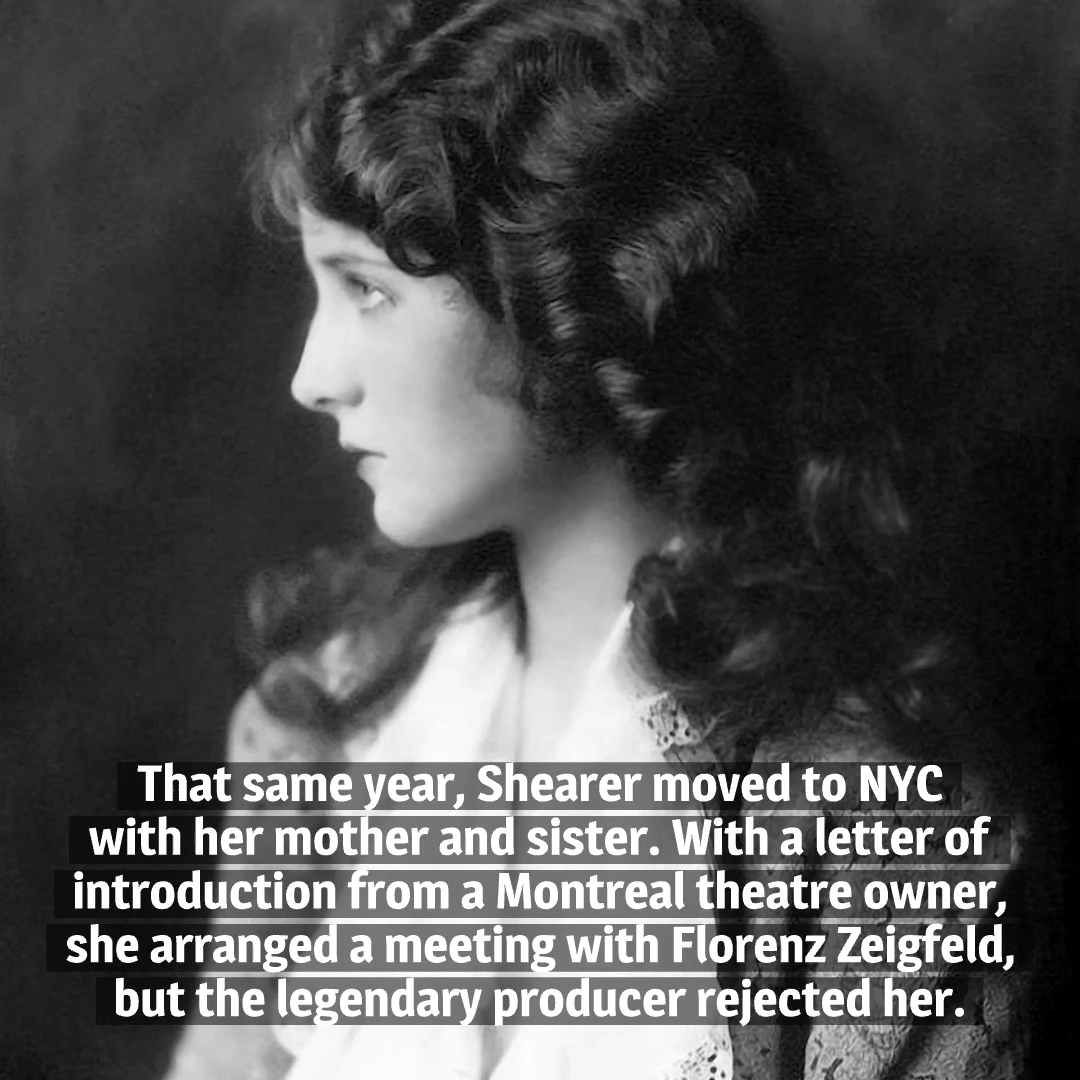 That same year, Shearer moved to NYC
with her mother and sister. With a letter of
introduction from a Montreal theatre owner,
she arranged a meeting with Florenz Zeigfeld,
but the legendary producer rejected her.